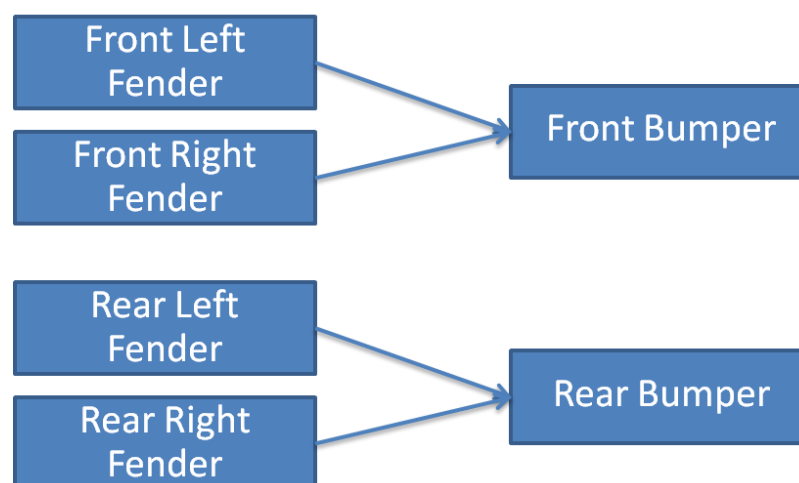 Front Left
Fender
Front Right
Fender
Front Bumper
Rear Left
Fender
Rear Right
Fender
Rear Bumper